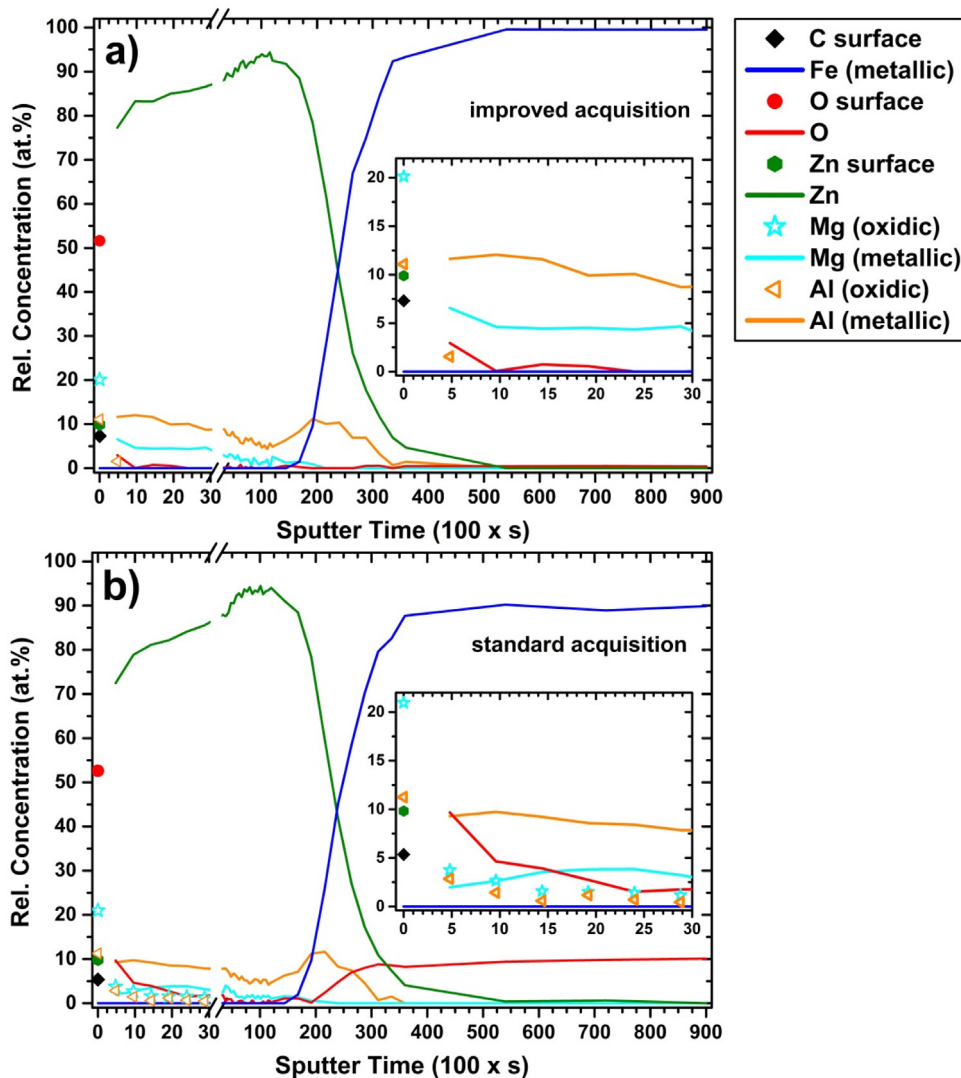 a)
improved acquisition
Rel. Concentration (at.%)
100
90
80
70
60
50
40
30
20
10
0
20
15
10
5
0
0 5 10 15 20 25 30
0 10 20 30 100 200 300 400 500 600 700 800 900
Sputter Time (100 x s)
C surface
Fe (metallic)
O surface
O
Zn surface
Zn
Mg (oxidic)
Mg (metallic)
Al (oxidic)
Al (metallic)
b)
standard acquisition
Rel. Concentration (at.%)
100
90
80
70
60
50
40
30
20
10
0
20
15
10
5
0
0 5 10 15 20 25 30
0 10 20 30 100 200 300 400 500 600 700 800 900
Sputter Time (100 x s)